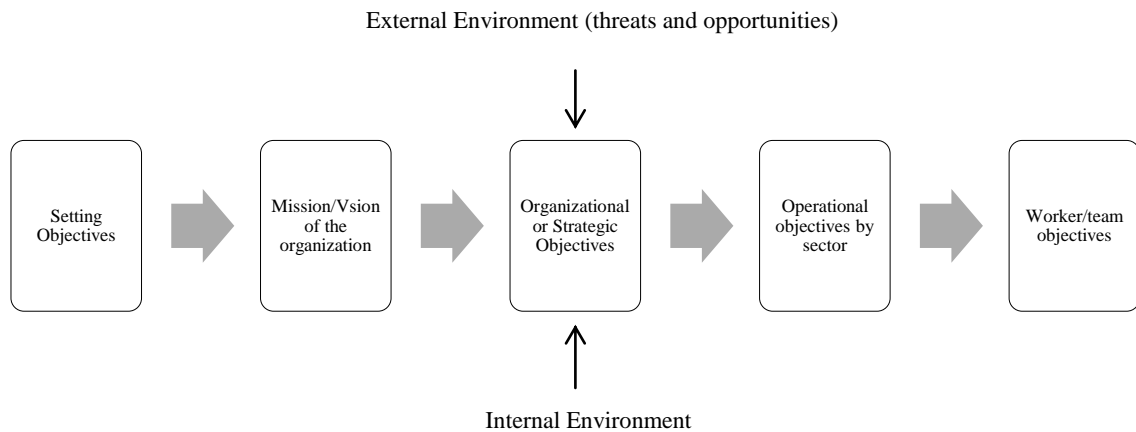 External Environment (threats and opportunities)
Setting
Objectives
Mission/Vsion
of the
organization
Organizational
or Strategic
Objectives
Operational
objectives by
sector
Worker/team
objectives
Internal Environment